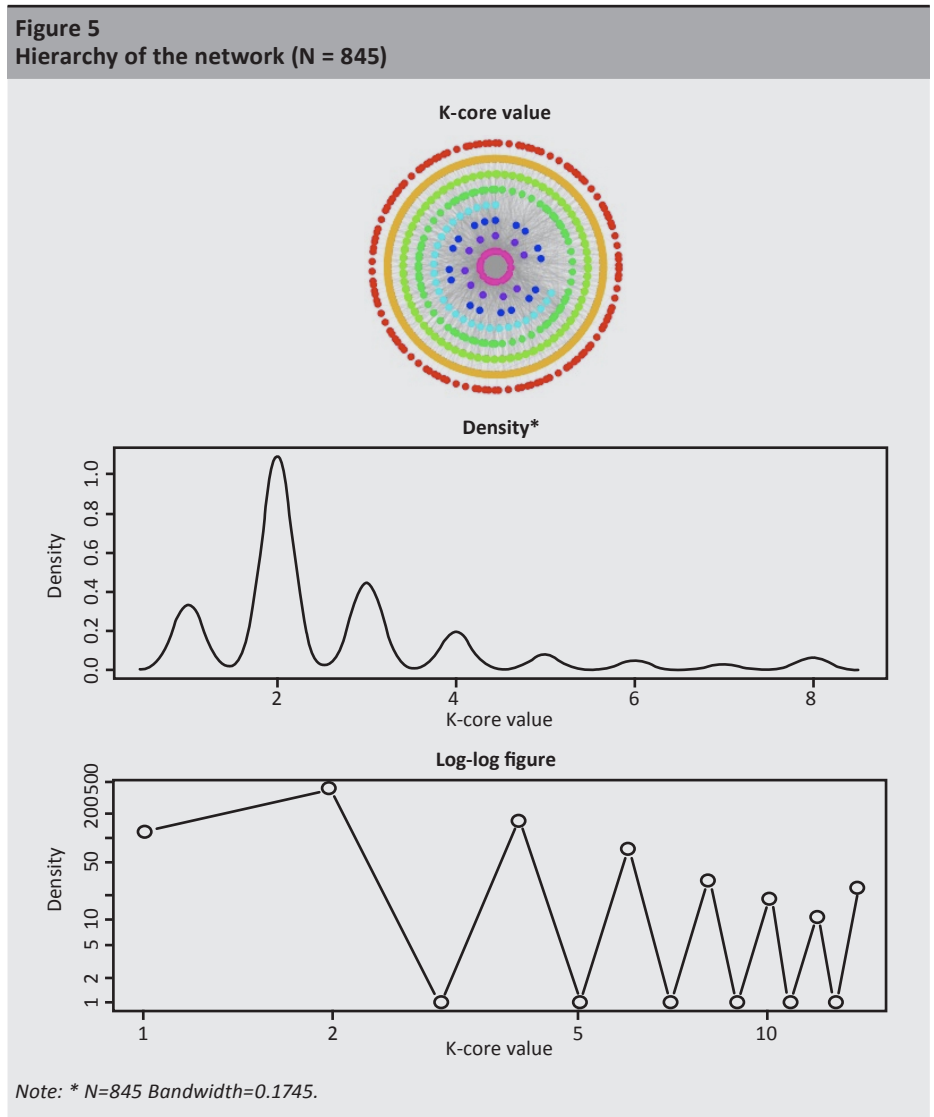 Figure 5
Hierarchy of the network (N = 845)
K-core value
Density*
Density
0.0 0.2 0.4 0.6 0.8 1.0
2 4 6 8
K-core value
Log-log figure
Density
1 2 5 10 50 200 500
1 2 5 10
K-core value
Note: * N=845 Bandwidth=0.1745.